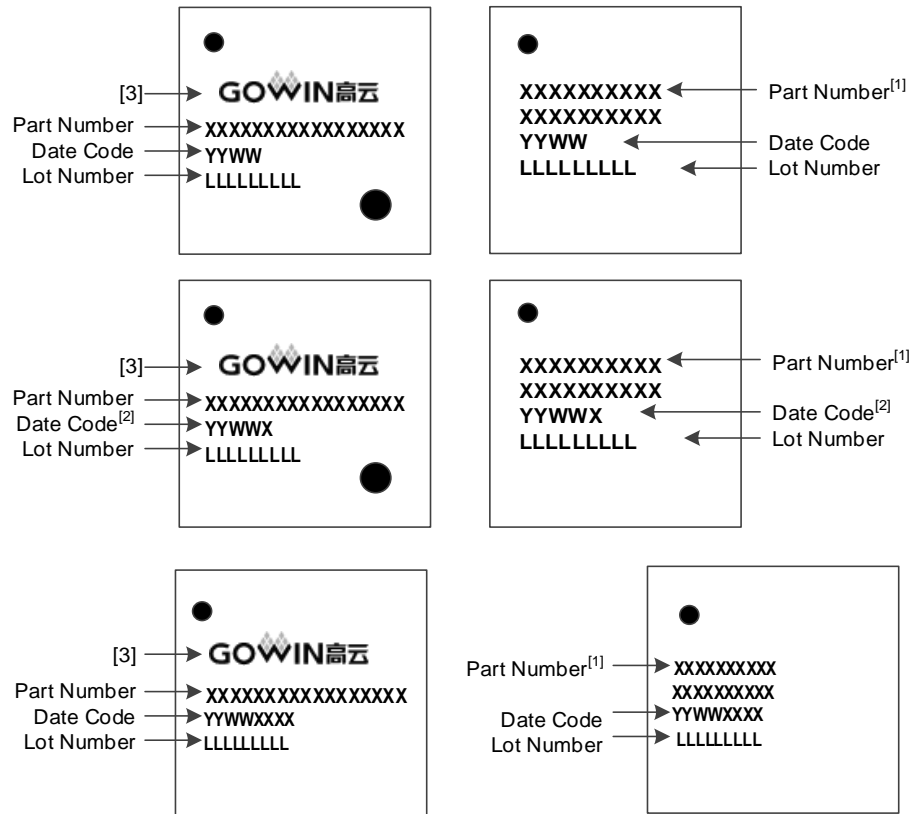 [3] GOWIN高云
Part Number XXXXXXXXXXXXXXXXX
Date Code YYWW
Lot Number LLLLLLLLL
XXXXXXXXXX Part Number[1]
XXXXXXXXXX
YYWW Date Code
LLLLLLLLL Lot Number
[3] GOWIN高云
Part Number XXXXXXXXXXXXXXXXX
Date Code[2] YYWWX
Lot Number LLLLLLLLL
XXXXXXXXXX Part Number[1]
XXXXXXXXXX
YYWWX Date Code[2]
LLLLLLLLL Lot Number
[3] GOWIN高云
Part Number XXXXXXXXXXXXXXXXX
Date Code YYWWXXXX
Lot Number LLLLLLLLL
Part Number[1] XXXXXXXXXX
XXXXXXXXXX
Date Code YYWWXXXX
Lot Number LLLLLLLLL